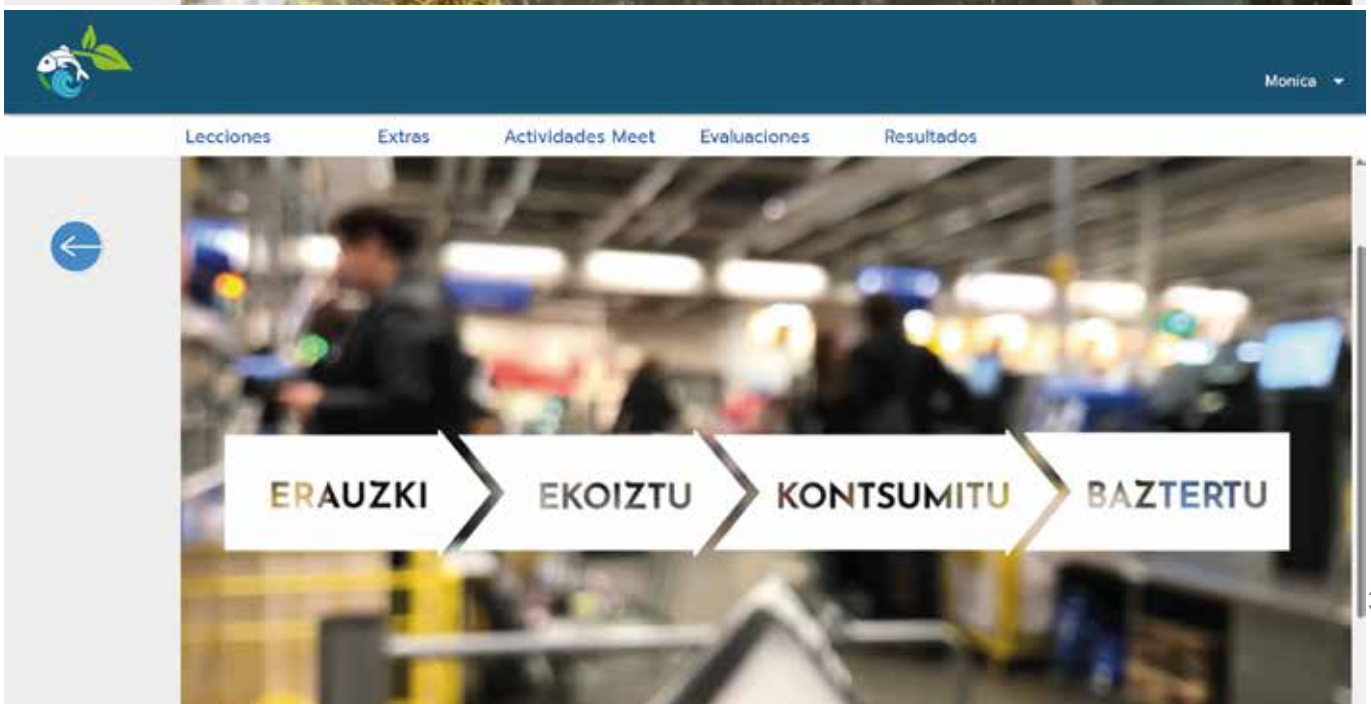 Monica
Lecciones Extras Actividades Meet Evaluaciones Resultados
ERAUZKI EKOIZTU KONTSUMITU BAZTERTU